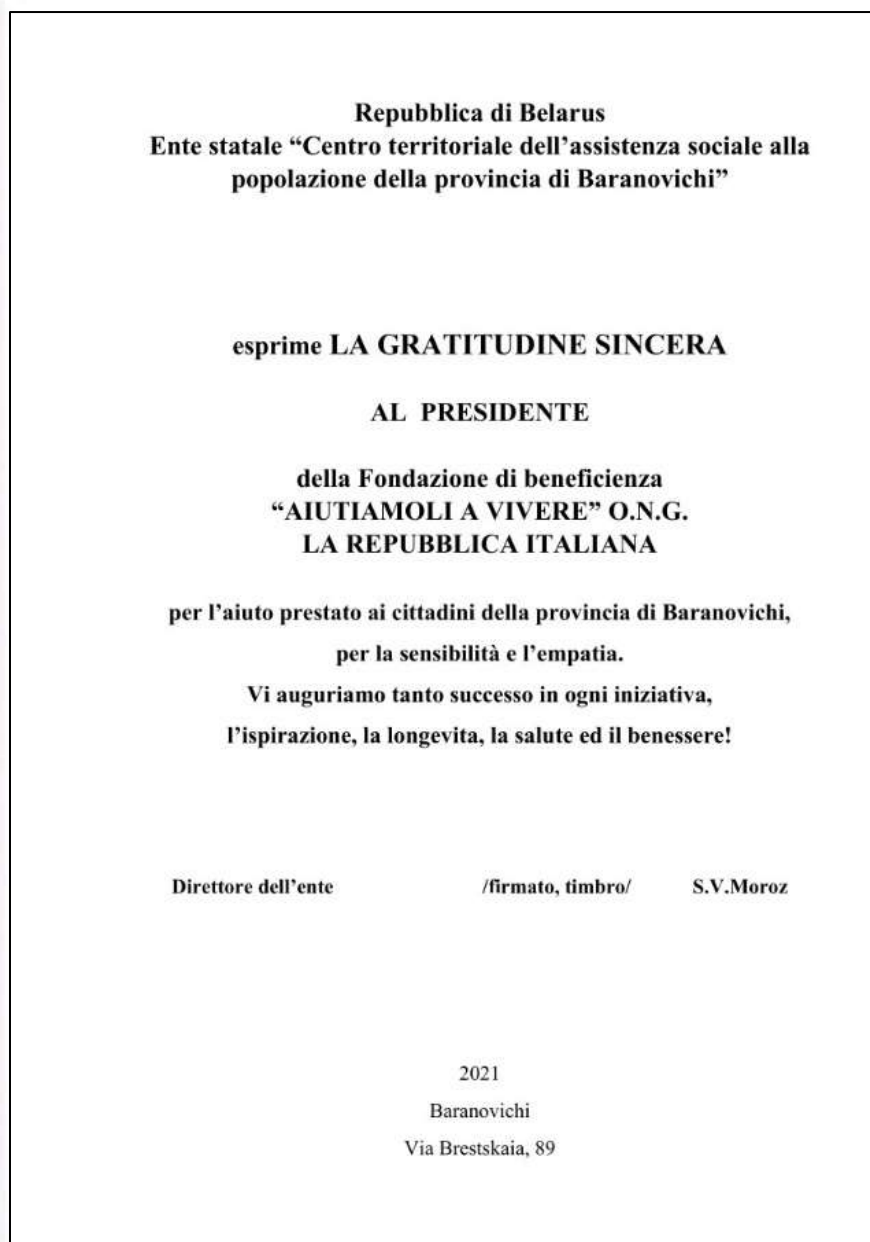 Repubblica di Belarus
Ente statale “Centro territoriale dell’assistenza sociale alla
popolazione della provincia di Baranovichi”
esprime LA GRATITUDINE SINCERA
AL PRESIDENTE
della Fondazione di beneficienza
“AIUTIAMOLI A VIVERE” O.N.G.
LA REPUBBLICA ITALIANA
per l’aiuto prestato ai cittadini della provincia di Baranovichi,
per la sensibilità e l’empatia.
Vi auguriamo tanto successo in ogni iniziativa,
l’ispirazione, la longevita, la salute ed il benessere!
Direttore dell’ente /firmato, timbro/ S.V.Moroz
2021
Baranovichi
Via Brestskaia, 89